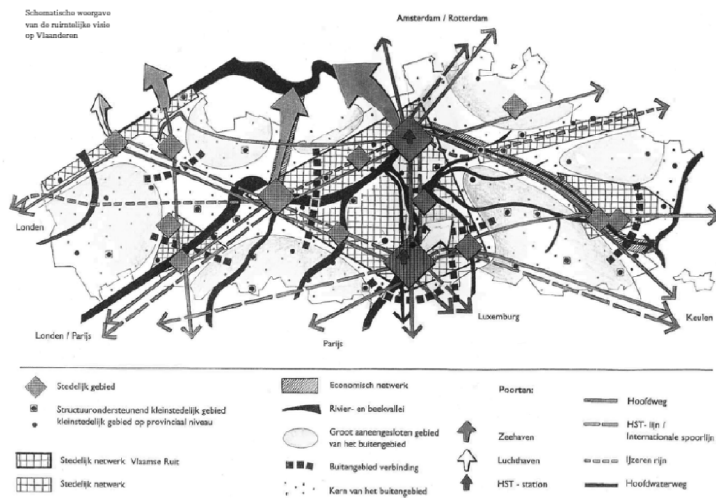 Schematische weergave
van de ruimtelijke visie
op Vlaanderen
Amsterdam / Rotterdam
Londen
Londen / Parijs
Parijs
Luxemburg
Keulen
Stedelijk gebied
Structuurondersteunend kleinstedelijk gebied
kleinstedelijk gebied op provinciaal niveau
Stedelijk netwerk Vlaamse Ruit
Stedelijk netwerk
Economisch netwerk
Rivier- en beekvallei
Groot aaneengesloten gebied
van het buitengebied
Buitengebied verbinding
Kern van het buitengebied
Poorten:
Zeehaven
Luchthaven
HST - station
Hoofdweg
HST- lijn /
Internationale spoorlijn
IJzeren rijn
Hoofdwaterweg